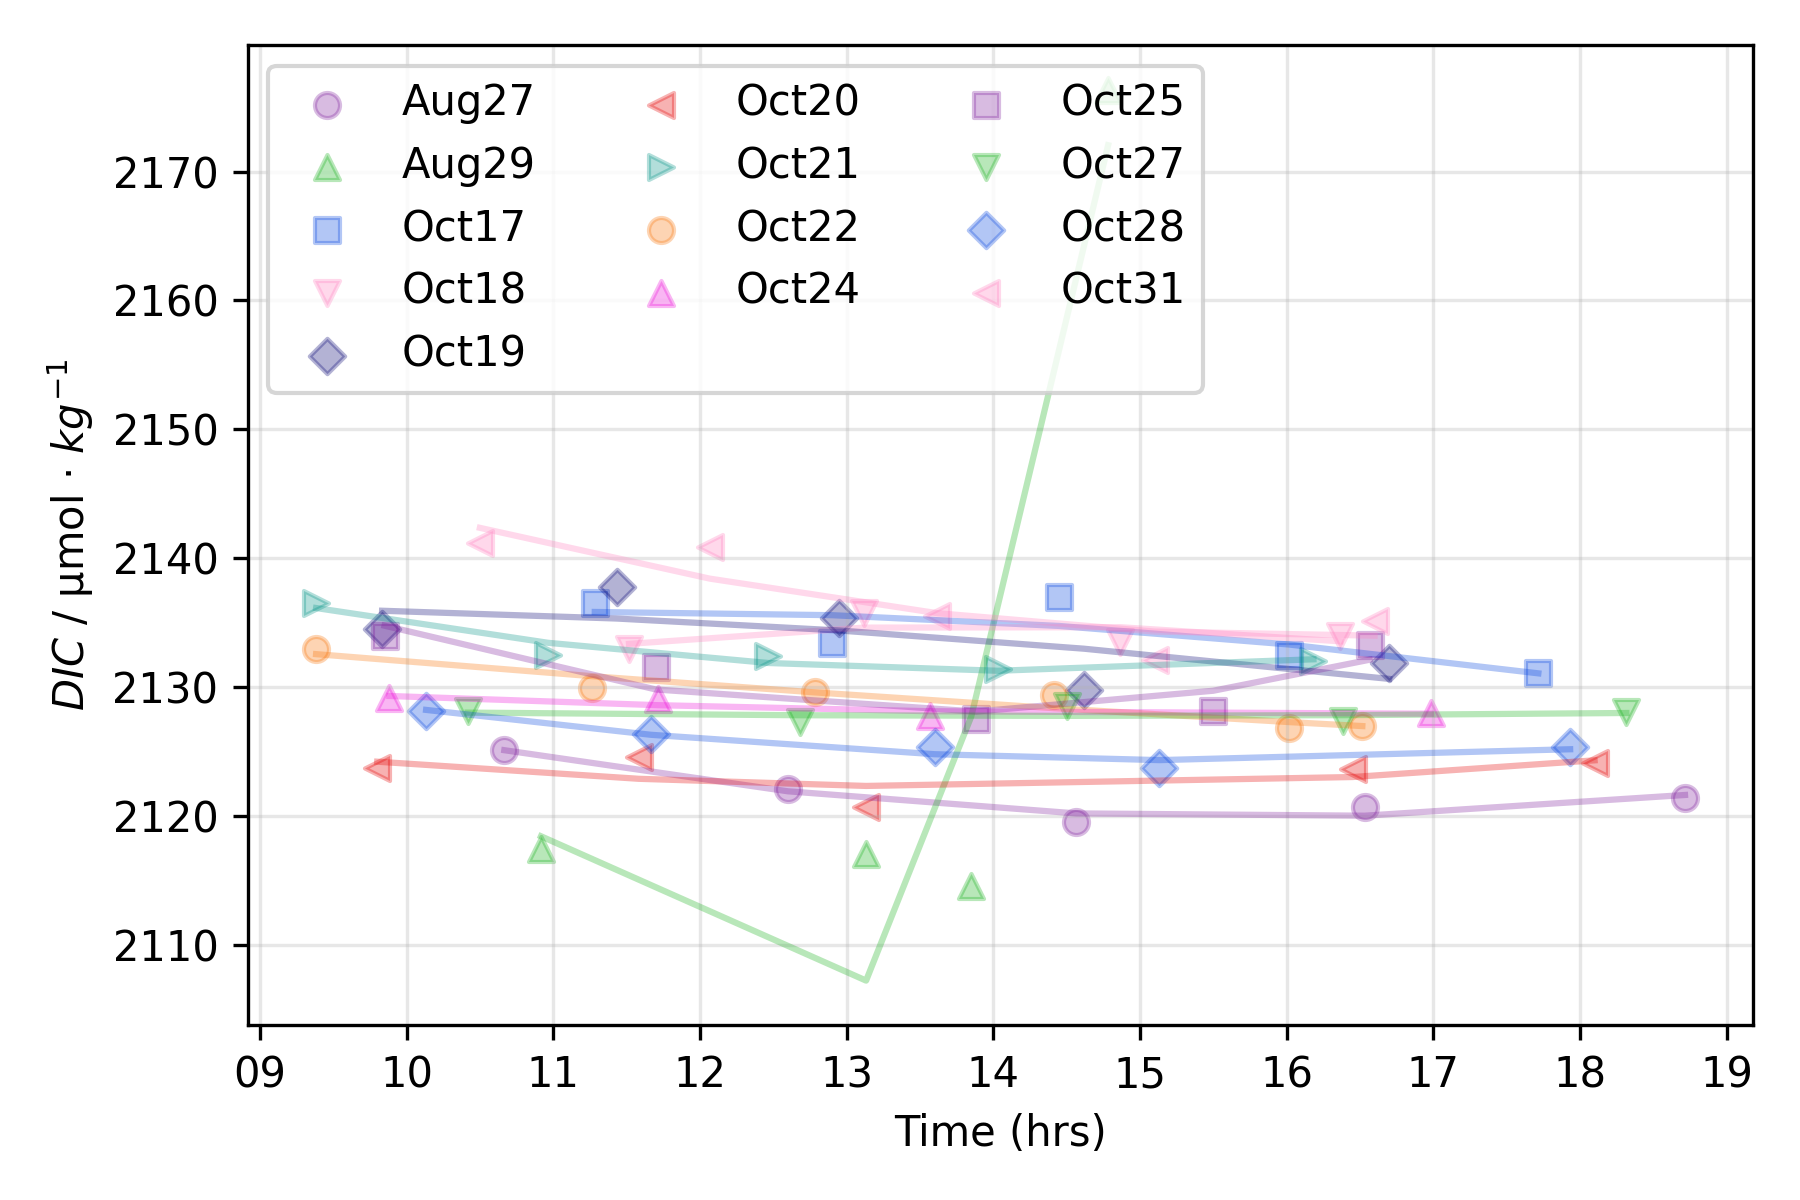 Aug27
Aug29
Oct17
Oct18
Oct19
Oct20
Oct21
Oct22
Oct24
Oct25
Oct27
Oct28
Oct31
2170
2160
2150
2140
2130
2120
2110
DIC / µmol · kg⁻¹
09 10 11 12 13 14 15 16 17 18 19
Time (hrs)